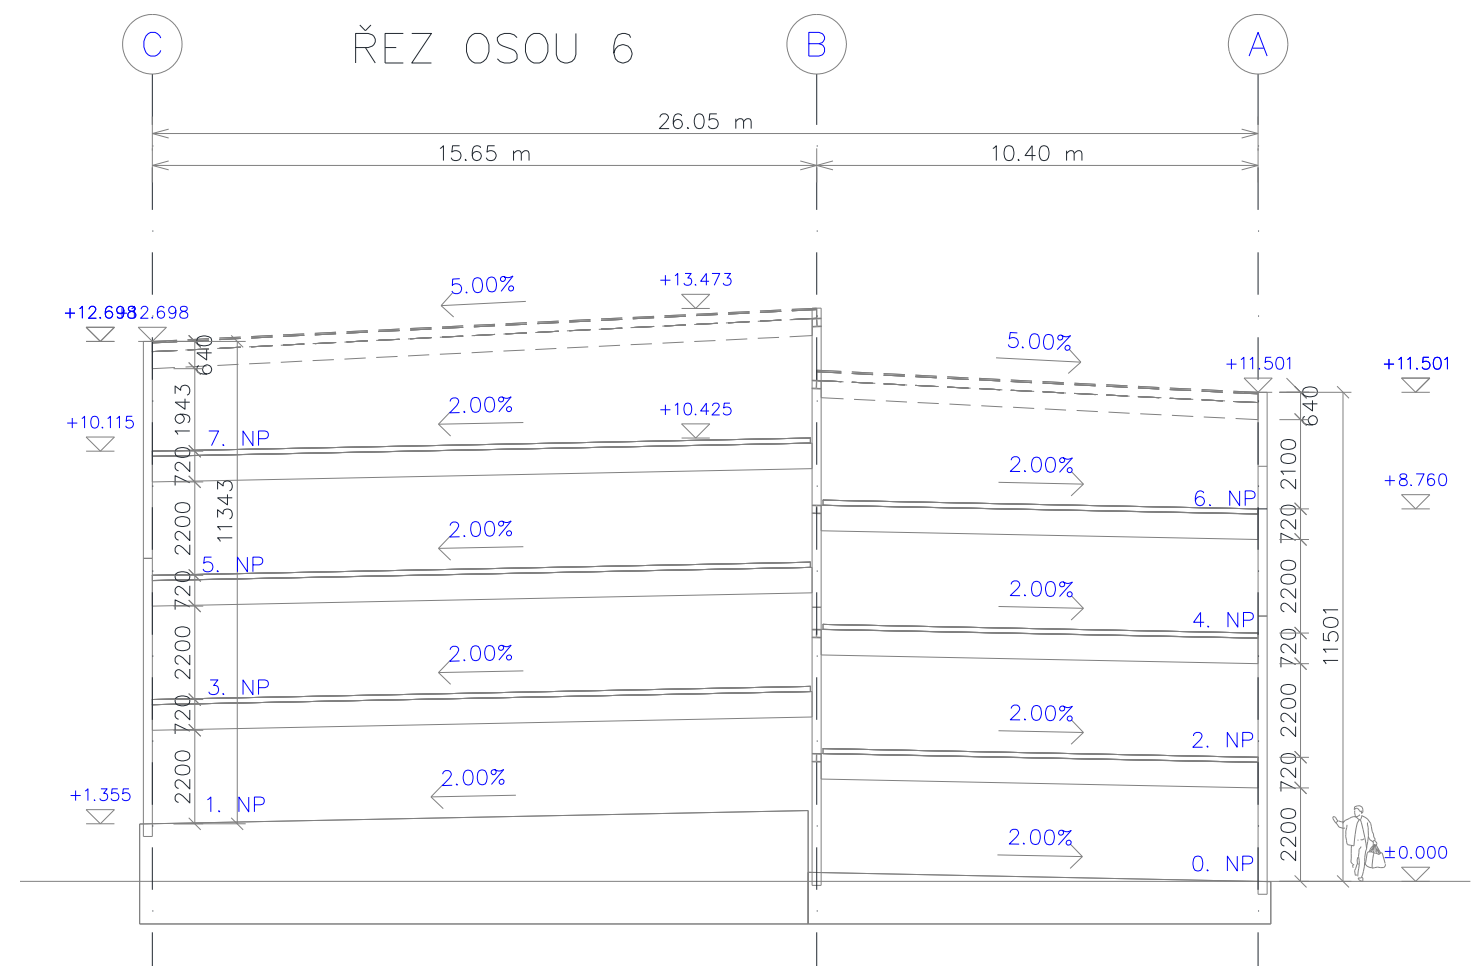 C
ŘEZ OSOU 6
B
A
26.05 m
15.65 m
10.40 m
5.00%
+13.473
+12.698
+12.698
5.00%
+11.501
+11.501
640
640
1943
2.00%
+10.425
+10.115
7. NP
720
2.00%
2100
+8.760
6. NP
11343
720
2200
2.00%
5. NP
2.00%
2200
720
4. NP
11501
720
2200
2.00%
3. NP
2.00%
2200
720
2. NP
720
2200
2.00%
+1.355
1. NP
2.00%
2200
0. NP
±0.000